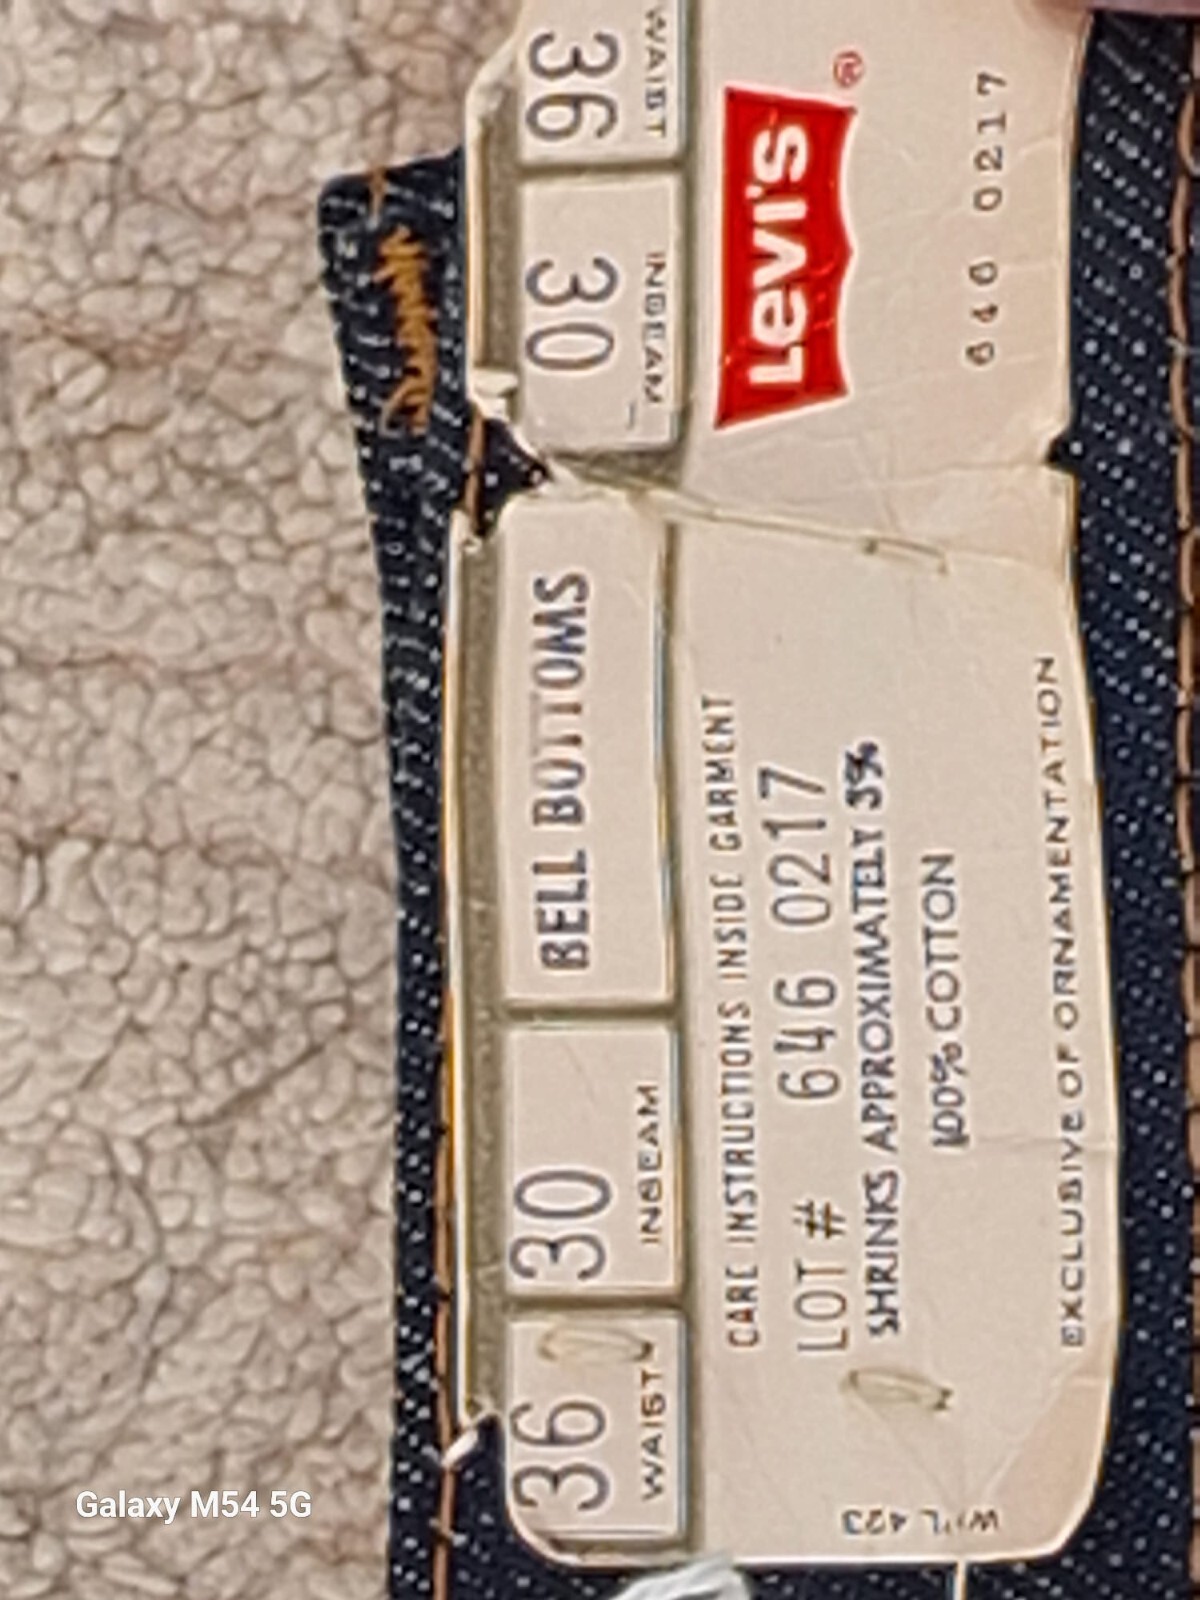 36 30 BELL BOTTOMS
WAIST INSEAM
CARE INSTRUCTIONS INSIDE GARMENT
LOT # 646 0217
SHRINKS APPROXIMATELY 3%
100% COTTON
EXCLUSIVE OF ORNAMENTATION
30 36
INSEAM WAIST
Levi's ®
646 0217
423
Galaxy M54 5G